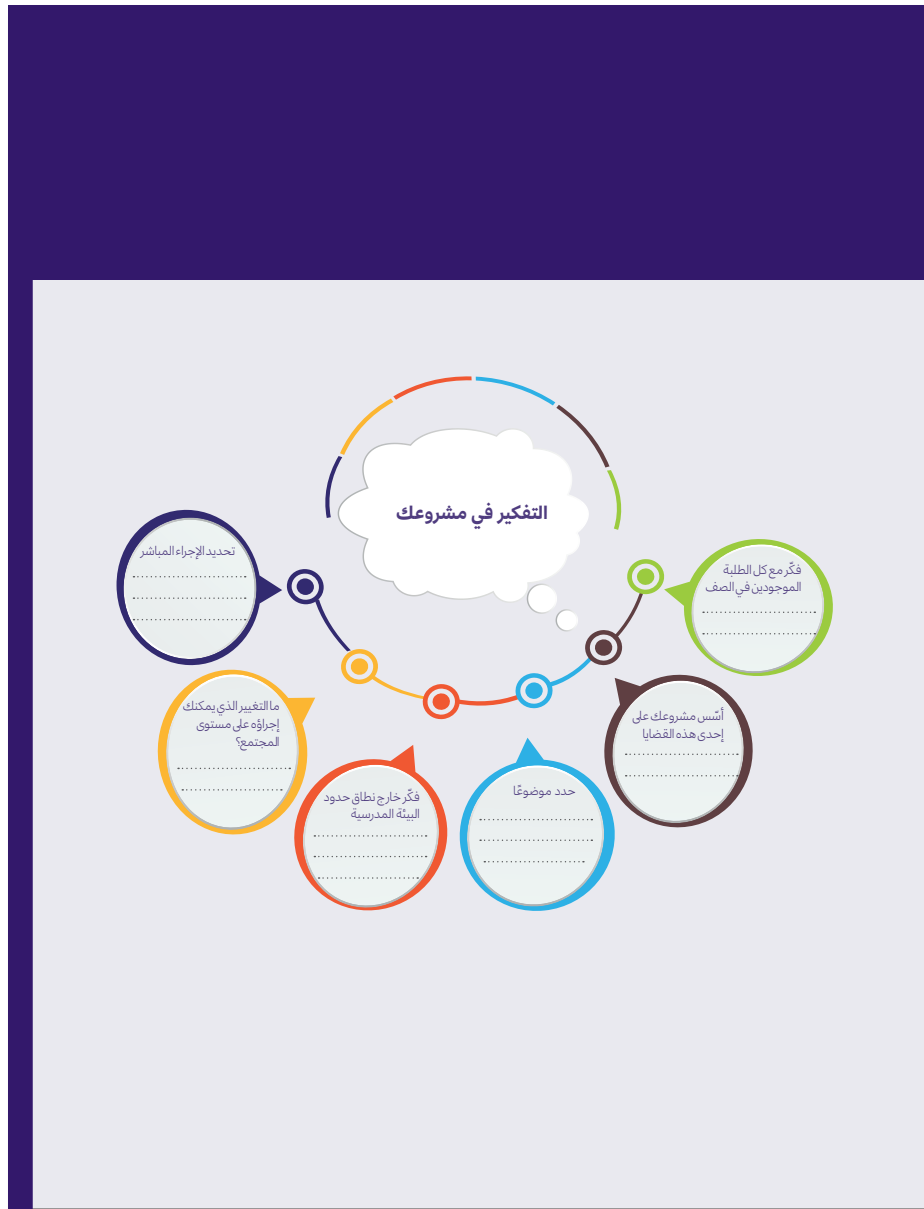 التفكير في مشروعك
فكّر مع كل الطلبة
الموجودين في الصف
أسّس مشروعك على
إحدى هذه القضايا
حدد موضوعًا
فكّر خارج نطاق حدود
البيئة المدرسية
ما التغيير الذي يمكنك
إجراؤه على مستوى
المجتمع؟
تحديد الإجراء المباشر